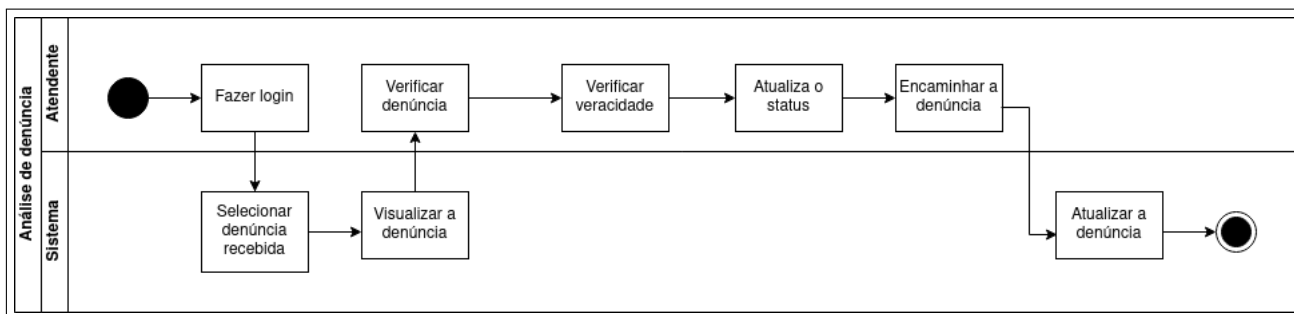 Análise de denúncia
Atendente
Sistema
Fazer login
Selecionar
denúncia
recebida
Visualizar a
denúncia
Verificar
denúncia
Verificar
veracidade
Atualiza o
status
Encaminhar a
denúncia
Atualizar a
denúncia